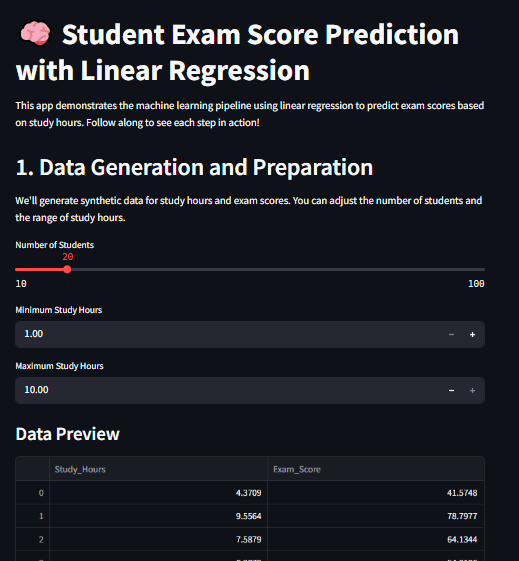 Student Exam Score Prediction
with Linear Regression
This app demonstrates the machine learning pipeline using linear regression to predict exam scores based
on study hours. Follow along to see each step in action!
1. Data Generation and Preparation
We'll generate synthetic data for study hours and exam scores. You can adjust the number of students and
the range of study hours.
Number of Students
20
10 100
Minimum Study Hours
1.00 − +
Maximum Study Hours
10.00 − +
Data Preview
Study_Hours Exam_Score
0 4.3709 41.5748
1 9.5564 78.7977
2 7.5879 64.1344